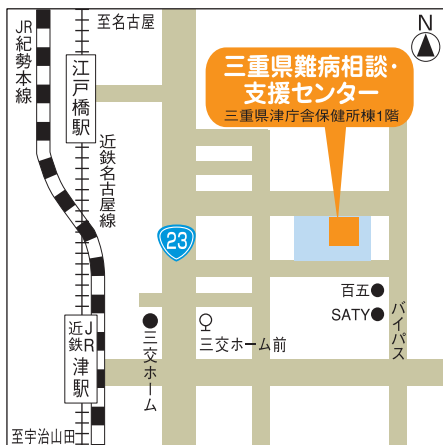 JR紀勢本線
至名古屋
N
江戸橋駅
三重県難病相談・
支援センター
三重県津庁舎保健所棟1階
近鉄名古屋線
23
百五
SATY
バイパス
三交ホーム前
三交ホーム
JR
近鉄
津駅
至宇治山田